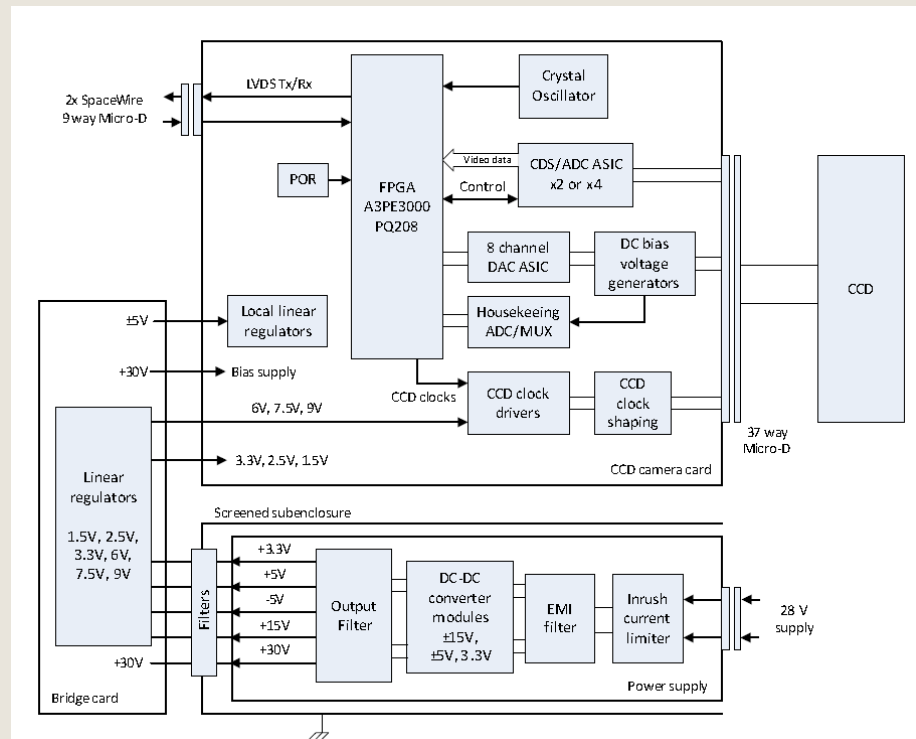 LVDS Tx/Rx
2x SpaceWire
9 way Micro-D
Crystal
Oscillator
Video data
CDS/ADC ASIC
x2 or x4
Control
POR
FPGA
A3PE3000
PQ208
8 channel
DAC ASIC
DC bias
voltage
generators
CCD
±5V
Local linear
regulators
Housekeeing
ADC/MUX
+30V
Bias supply
CCD clocks
6V, 7.5V, 9V
CCD clock
drivers
CCD
clock
shaping
37 way
Micro-D
3.3V, 2.5V, 1.5V
CCD camera card
Linear
regulators
1.5V, 2.5V,
3.3V, 6V,
7.5V, 9V
Screened subenclosure
+3.3V
+5V
-5V
+15V
+30V
Filters
Output
Filter
DC-DC
converter
modules
±15V,
±5V, 3.3V
EMI
filter
Inrush
current
limiter
28 V
supply
+30V
Bridge card
Power supply